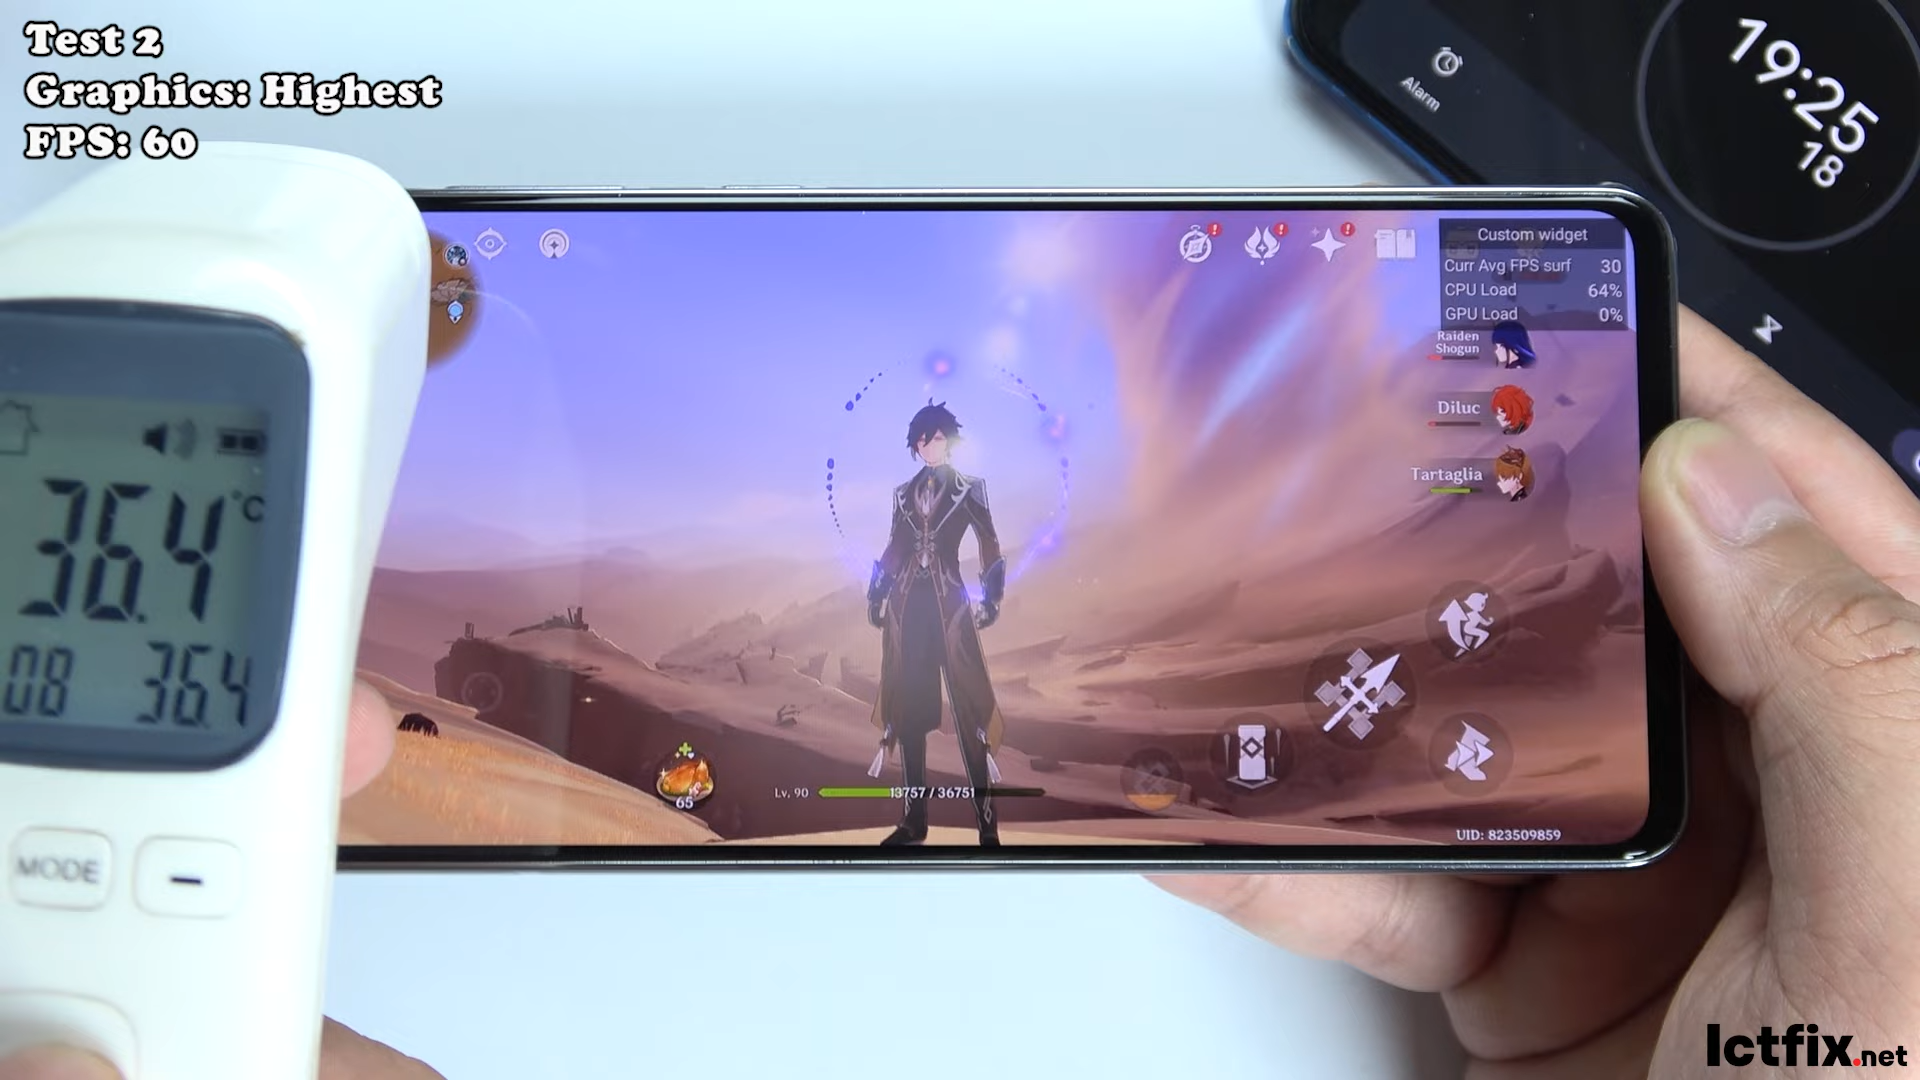 Test 2
Graphics: Highest
FPS: 60
Alarm
19:25
18
Custom widget
Curr Avg FPS surf 30
CPU Load 64%
GPU Load 0%
Raiden
Shogun
Diluc
Tartaglia
36.4 °C
08 36.4
MODE
65
Lv. 90 13757 / 36751
UID: 823509859
Ictfix.net